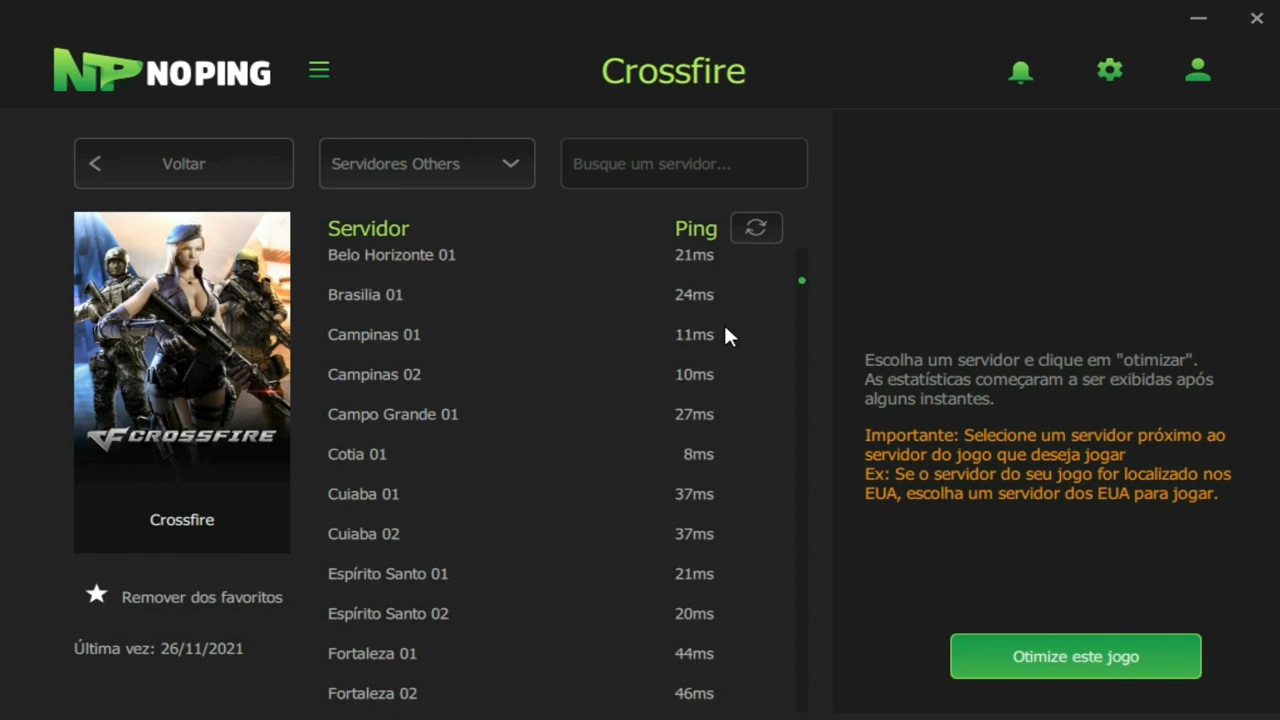 NP NOPING
Crossfire
Voltar
Servidores Others
Busque um servidor...
CF CROSSFIRE
Crossfire
Remover dos favoritos
Última vez: 26/11/2021
Servidor Ping
Belo Horizonte 01 21ms
Brasilia 01 24ms
Campinas 01 11ms
Campinas 02 10ms
Campo Grande 01 27ms
Cotia 01 8ms
Cuiaba 01 37ms
Cuiaba 02 37ms
Espírito Santo 01 21ms
Espírito Santo 02 20ms
Fortaleza 01 44ms
Fortaleza 02 46ms
Escolha um servidor e clique em "otimizar".
As estatísticas começaram a ser exibidas após
alguns instantes.
Importante: Selecione um servidor próximo ao
servidor do jogo que deseja jogar
Ex: Se o servidor do seu jogo for localizado nos
EUA, escolha um servidor dos EUA para jogar.
Otimize este jogo